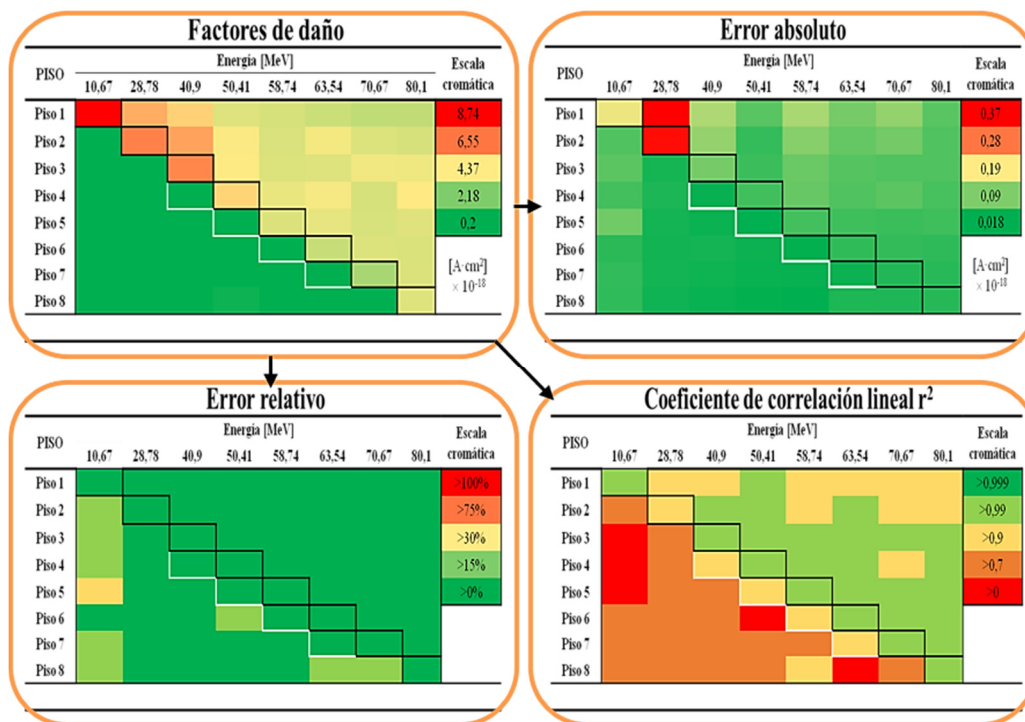 Factores de daño
PISO
Energía [MeV]
Escala cromática
10,67 28,78 40,9 50,41 58,74 63,54 70,67 80,1
Piso 1
8,74
Piso 2
6,55
Piso 3
4,37
Piso 4
2,18
Piso 5
0,2
Piso 6
[A·cm²]
Piso 7
× 10⁻¹⁸
Piso 8
Error absoluto
PISO
Energía [MeV]
Escala cromática
10,67 28,78 40,9 50,41 58,74 63,54 70,67 80,1
Piso 1
0,37
Piso 2
0,28
Piso 3
0,19
Piso 4
0,09
Piso 5
0,018
Piso 6
[A·cm²]
Piso 7
× 10⁻¹⁸
Piso 8
Error relativo
PISO
Energía [MeV]
Escala cromática
10,67 28,78 40,9 50,41 58,74 63,54 70,67 80,1
Piso 1
>100%
Piso 2
>75%
Piso 3
>30%
Piso 4
>15%
Piso 5
>0%
Piso 6
Piso 7
Piso 8
Coeficiente de correlación lineal r²
PISO
Energía [MeV]
Escala cromática
10,67 28,78 40,9 50,41 58,74 63,54 70,67 80,1
Piso 1
>0,999
Piso 2
>0,99
Piso 3
>0,9
Piso 4
>0,7
Piso 5
>0
Piso 6
Piso 7
Piso 8